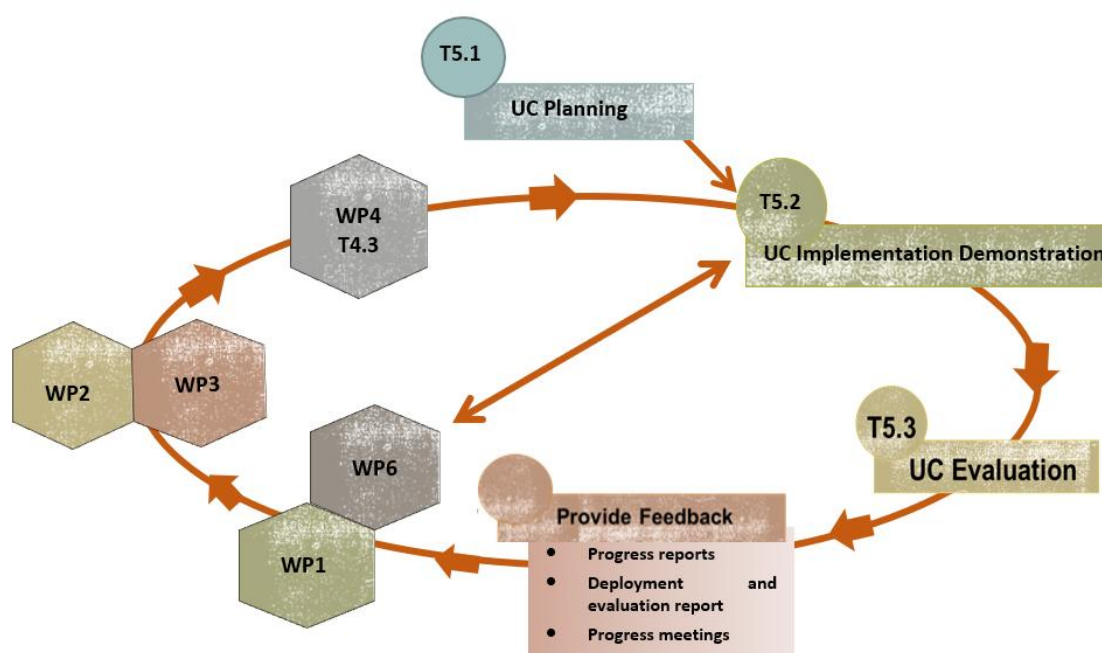 T5.1
UC Planning
WP4
T4.3
T5.2
UC Implementation Demonstration
WP2
WP3
T5.3
UC Evaluation
WP6
WP1
Provide Feedback
● Progress reports
● Deployment and
evaluation report
● Progress meetings